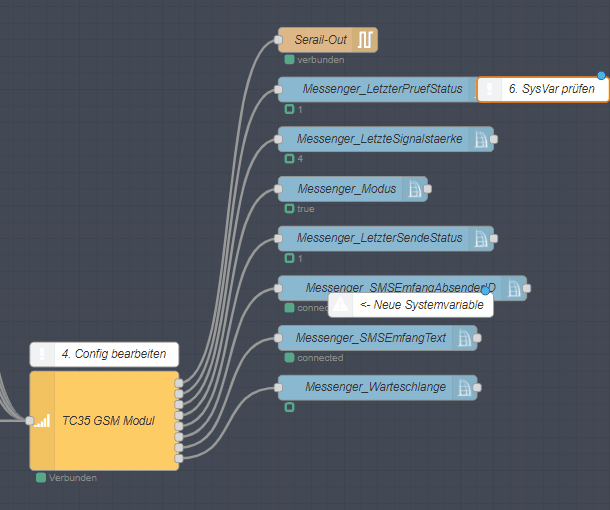 Serail-Out
verbunden
Messenger_LetzterPruefStatus
6. SysVar prüfen
1
Messenger_LetzteSignalstaerke
4
Messenger_Modus
true
Messenger_LetzterSendeStatus
1
Messenger_SMSEmfangAbsenderID
<- Neue Systemvariable
Messenger_SMSEmfangText
connected
4. Config bearbeiten
Messenger_Warteschlange
TC35 GSM Modul
Verbunden